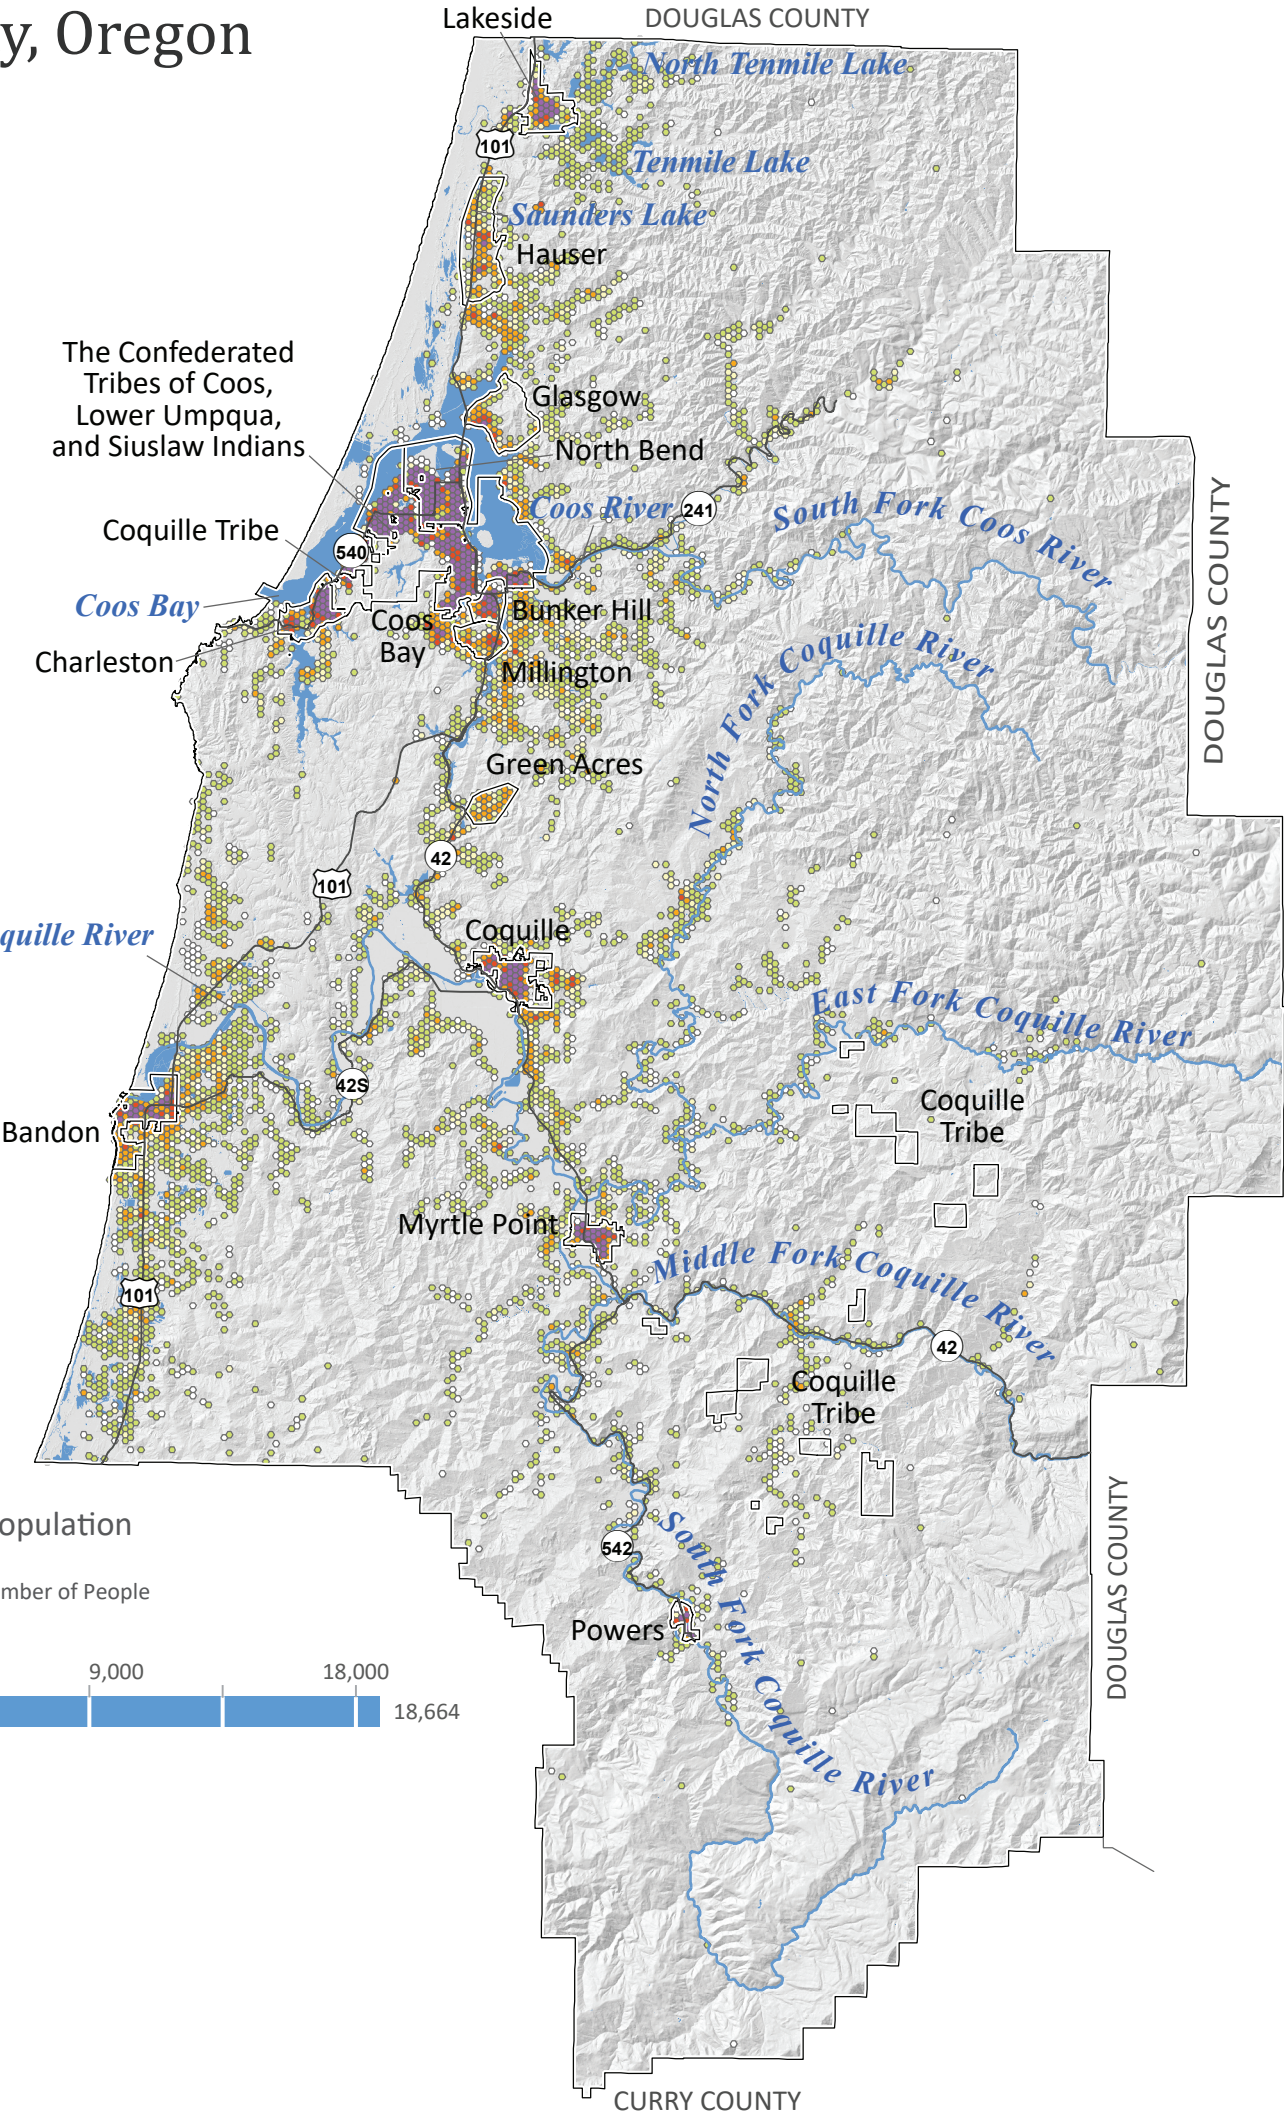 y, Oregon
Lakeside
DOUGLAS COUNTY
North Tenmile Lake
101
Tenmile Lake
Saunders Lake
Hauser
The Confederated
Tribes of Coos,
Lower Umpqua,
and Siuslaw Indians
Glasgow
North Bend
Coos River
241
South Fork Coos River
Coquille Tribe
540
DOUGLAS COUNTY
Coos Bay
Bunker Hill
Coos
Bay
Charleston
Millington
North Fork Coquille River
Green Acres
42
101
Coquille
quille River
East Fork Coquille River
42S
Coquille
Tribe
Bandon
Myrtle Point
Middle Fork Coquille River
101
42
Coquille
Tribe
opulation
542
South Fork Coquille River
DOUGLAS COUNTY
mber of People
Powers
9,000
18,000
18,664
CURRY COUNTY